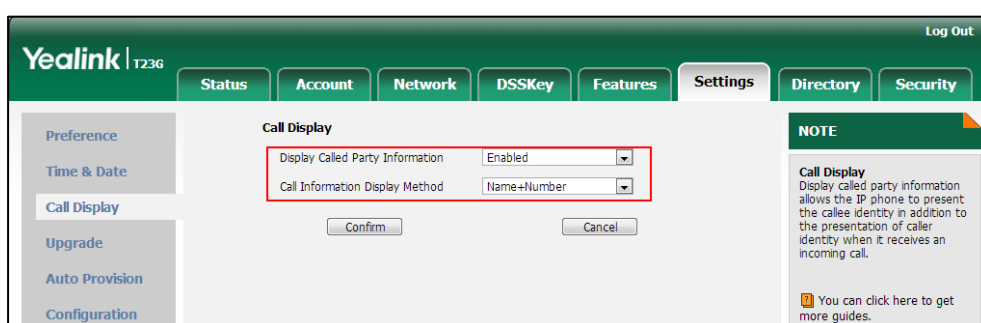 Log Out
Yealink | T23G
Status Account Network DSSKey Features Settings Directory Security
Preference
Time & Date
Call Display
Upgrade
Auto Provision
Configuration
Call Display
Display Called Party Information Enabled
Call Information Display Method Name+Number
Confirm Cancel
NOTE
Call Display
Display called party information
allows the IP phone to present
the callee identity in addition to
the presentation of caller
identity when it receives an
incoming call.
You can click here to get
more guides.